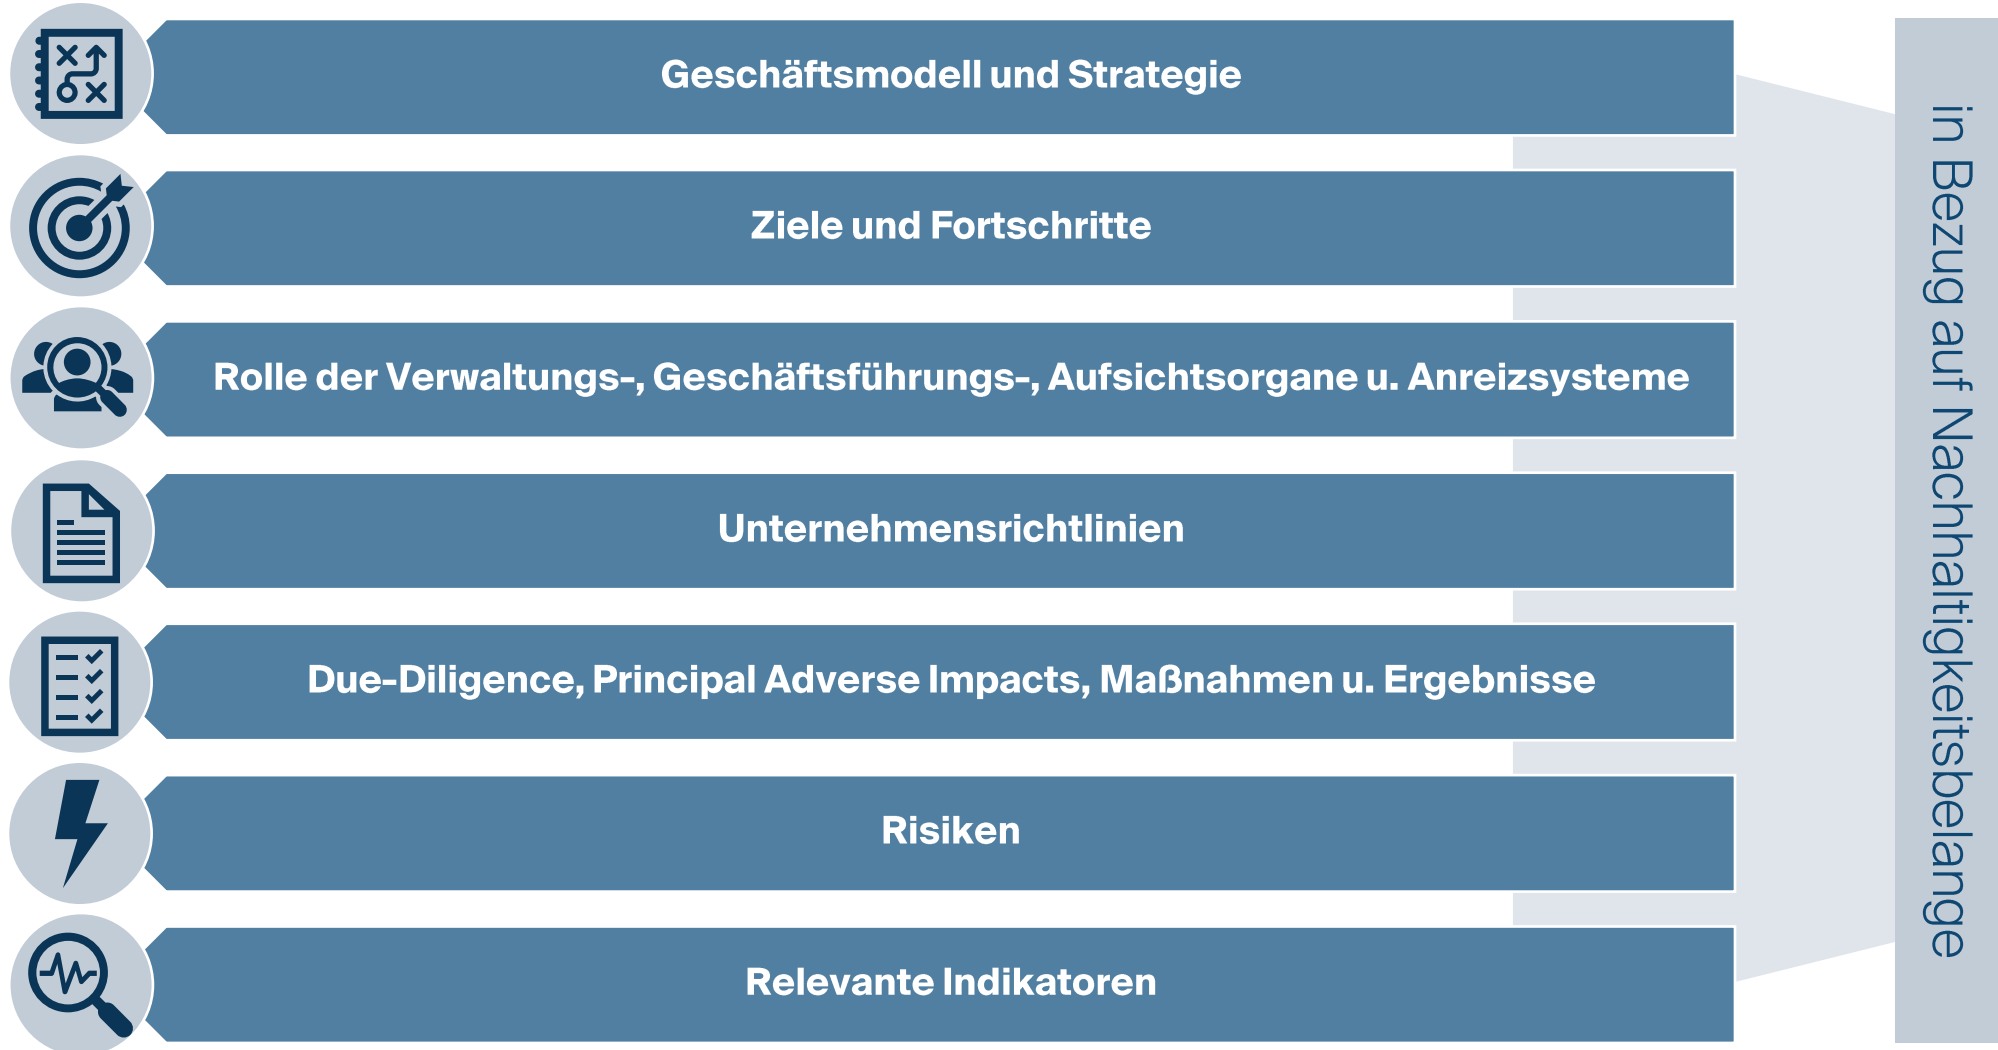 Geschäftsmodell und Strategie
Ziele und Fortschritte
Rolle der Verwaltungs-, Geschäftsführungs-, Aufsichtsorgane u. Anreizsysteme
Unternehmensrichtlinien
Due-Diligence, Principal Adverse Impacts, Maßnahmen u. Ergebnisse
Risiken
Relevante Indikatoren
in Bezug auf Nachhaltigkeitsbelange